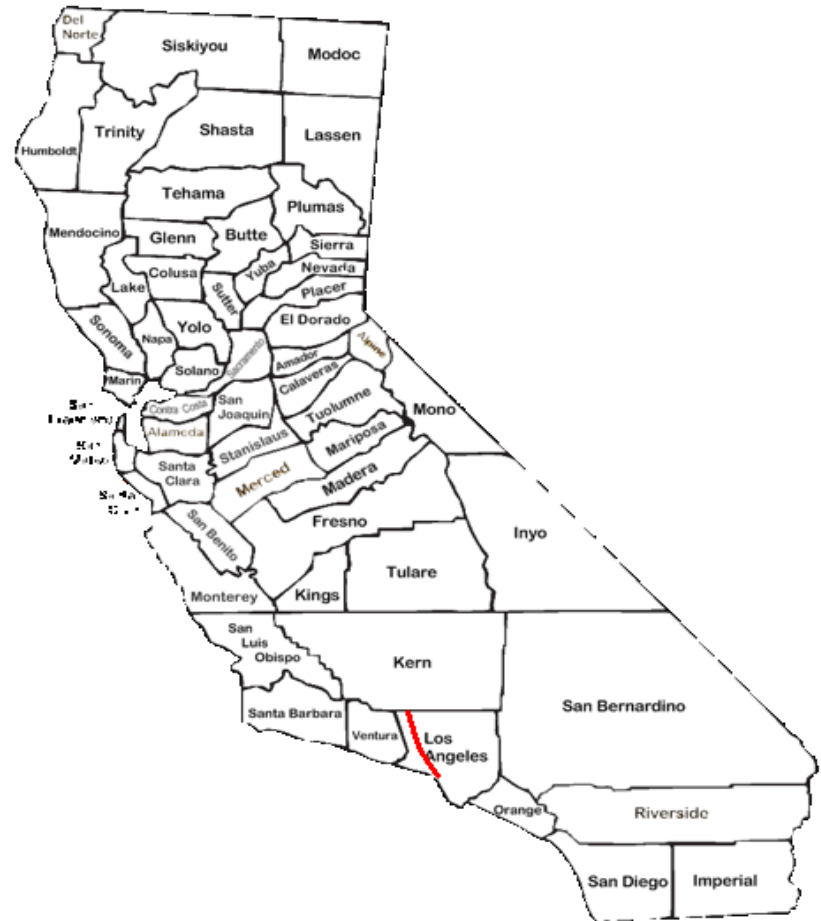 Del
Norte
Siskiyou
Modoc
Humboldt
Trinity
Shasta
Lassen
Tehama
Plumas
Mendocino
Glenn
Butte
Sierra
Colusa
Yuba
Nevada
Lake
Sutter
Placer
Sonoma
Napa
Yolo
El Dorado
Sacramento
Alpine
Marin
Solano
Amador
Calaveras
Contra Costa
San
Joaquin
Tuolumne
Mono
Alameda
Stanislaus
Mariposa
Santa
Clara
Merced
Madera
San Benito
Fresno
Inyo
Monterey
Kings
Tulare
San
Luis
Obispo
Kern
San Bernardino
Santa Barbara
Ventura
Los
Angeles
Orange
Riverside
San Diego
Imperial